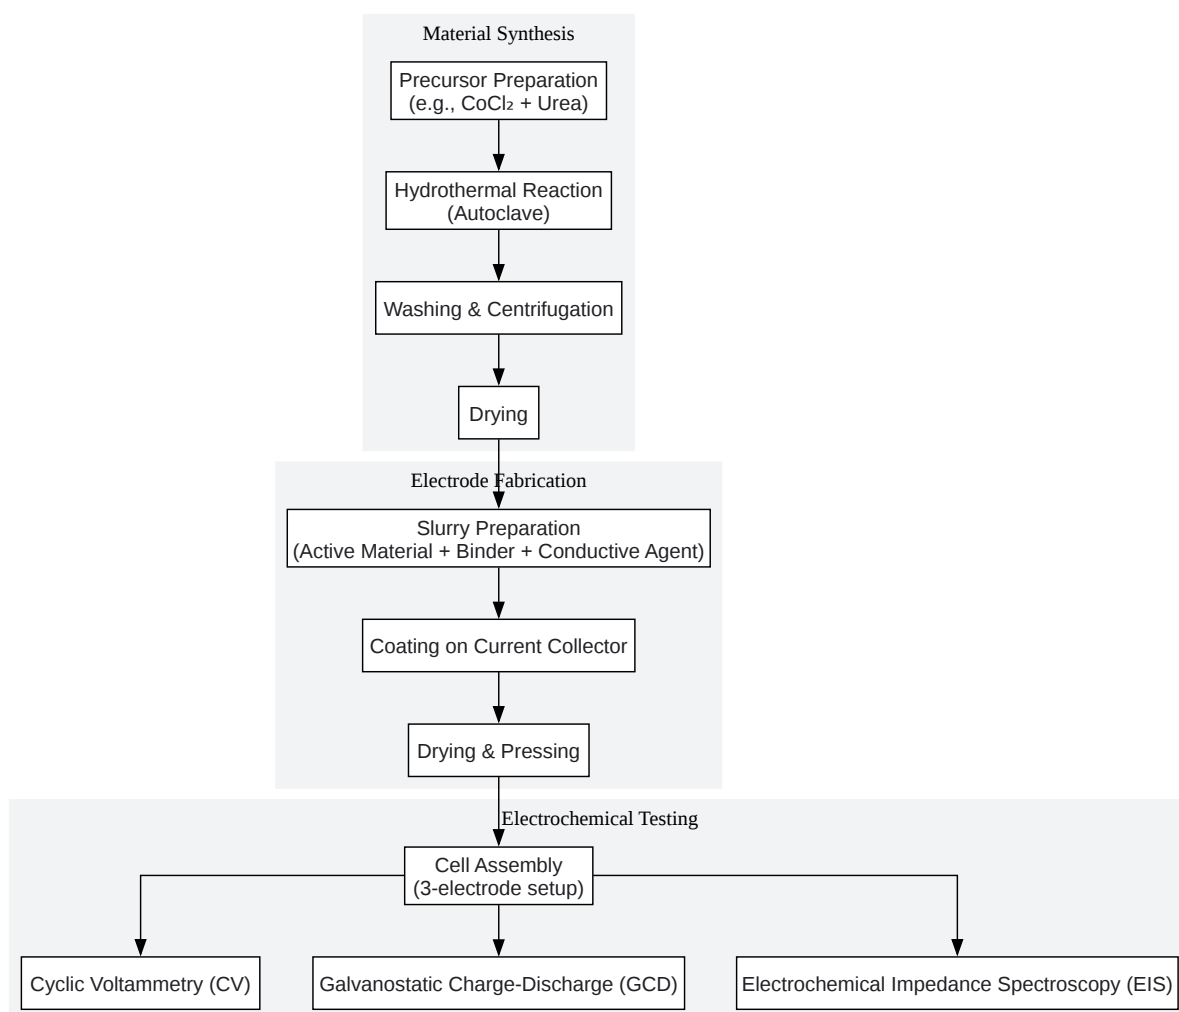 Material Synthesis
Precursor Preparation
(e.g., CoCl₂ + Urea)
Hydrothermal Reaction
(Autoclave)
Washing & Centrifugation
Drying
Electrode Fabrication
Slurry Preparation
(Active Material + Binder + Conductive Agent)
Coating on Current Collector
Drying & Pressing
Electrochemical Testing
Cell Assembly
(3-electrode setup)
Cyclic Voltammetry (CV)
Galvanostatic Charge-Discharge (GCD)
Electrochemical Impedance Spectroscopy (EIS)